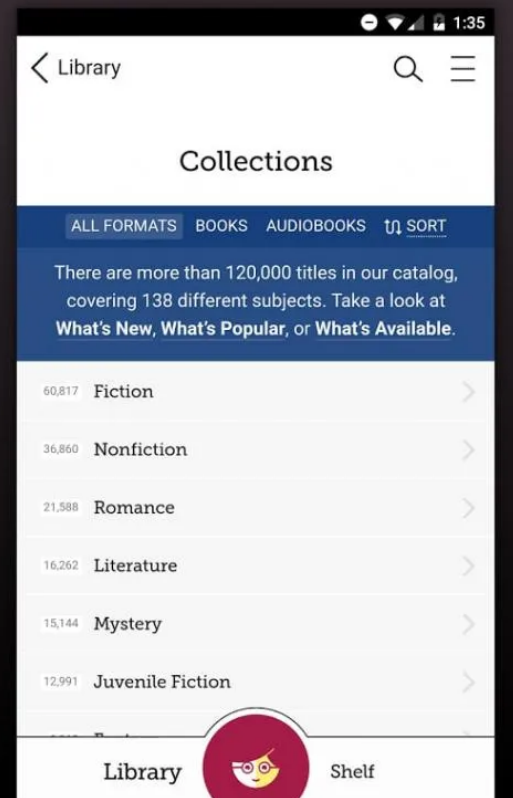 1:35
Library
Collections
ALL FORMATS BOOKS AUDIOBOOKS SORT
There are more than 120,000 titles in our catalog,
covering 138 different subjects. Take a look at
What's New, What's Popular, or What's Available.
60,817 Fiction
36,860 Nonfiction
21,588 Romance
16,262 Literature
15,144 Mystery
12,991 Juvenile Fiction
Library Shelf